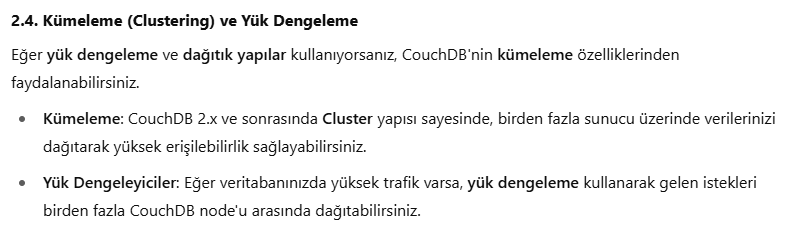 2.4. Kümeleme (Clustering) ve Yük Dengeleme
Eğer yük dengeleme ve dağıtık yapılar kullanıyorsanız, CouchDB'nin kümeleme özelliklerinden
faydalanabilirsiniz.
• Kümeleme: CouchDB 2.x ve sonrasında Cluster yapısı sayesinde, birden fazla sunucu üzerinde verilerinizi
dağıtarak yüksek erişilebilirlik sağlayabilirsiniz.
• Yük Dengeleyiciler: Eğer veritabanınızda yüksek trafik varsa, yük dengeleme kullanarak gelen istekleri
birden fazla CouchDB node'u arasında dağıtabilirsiniz.